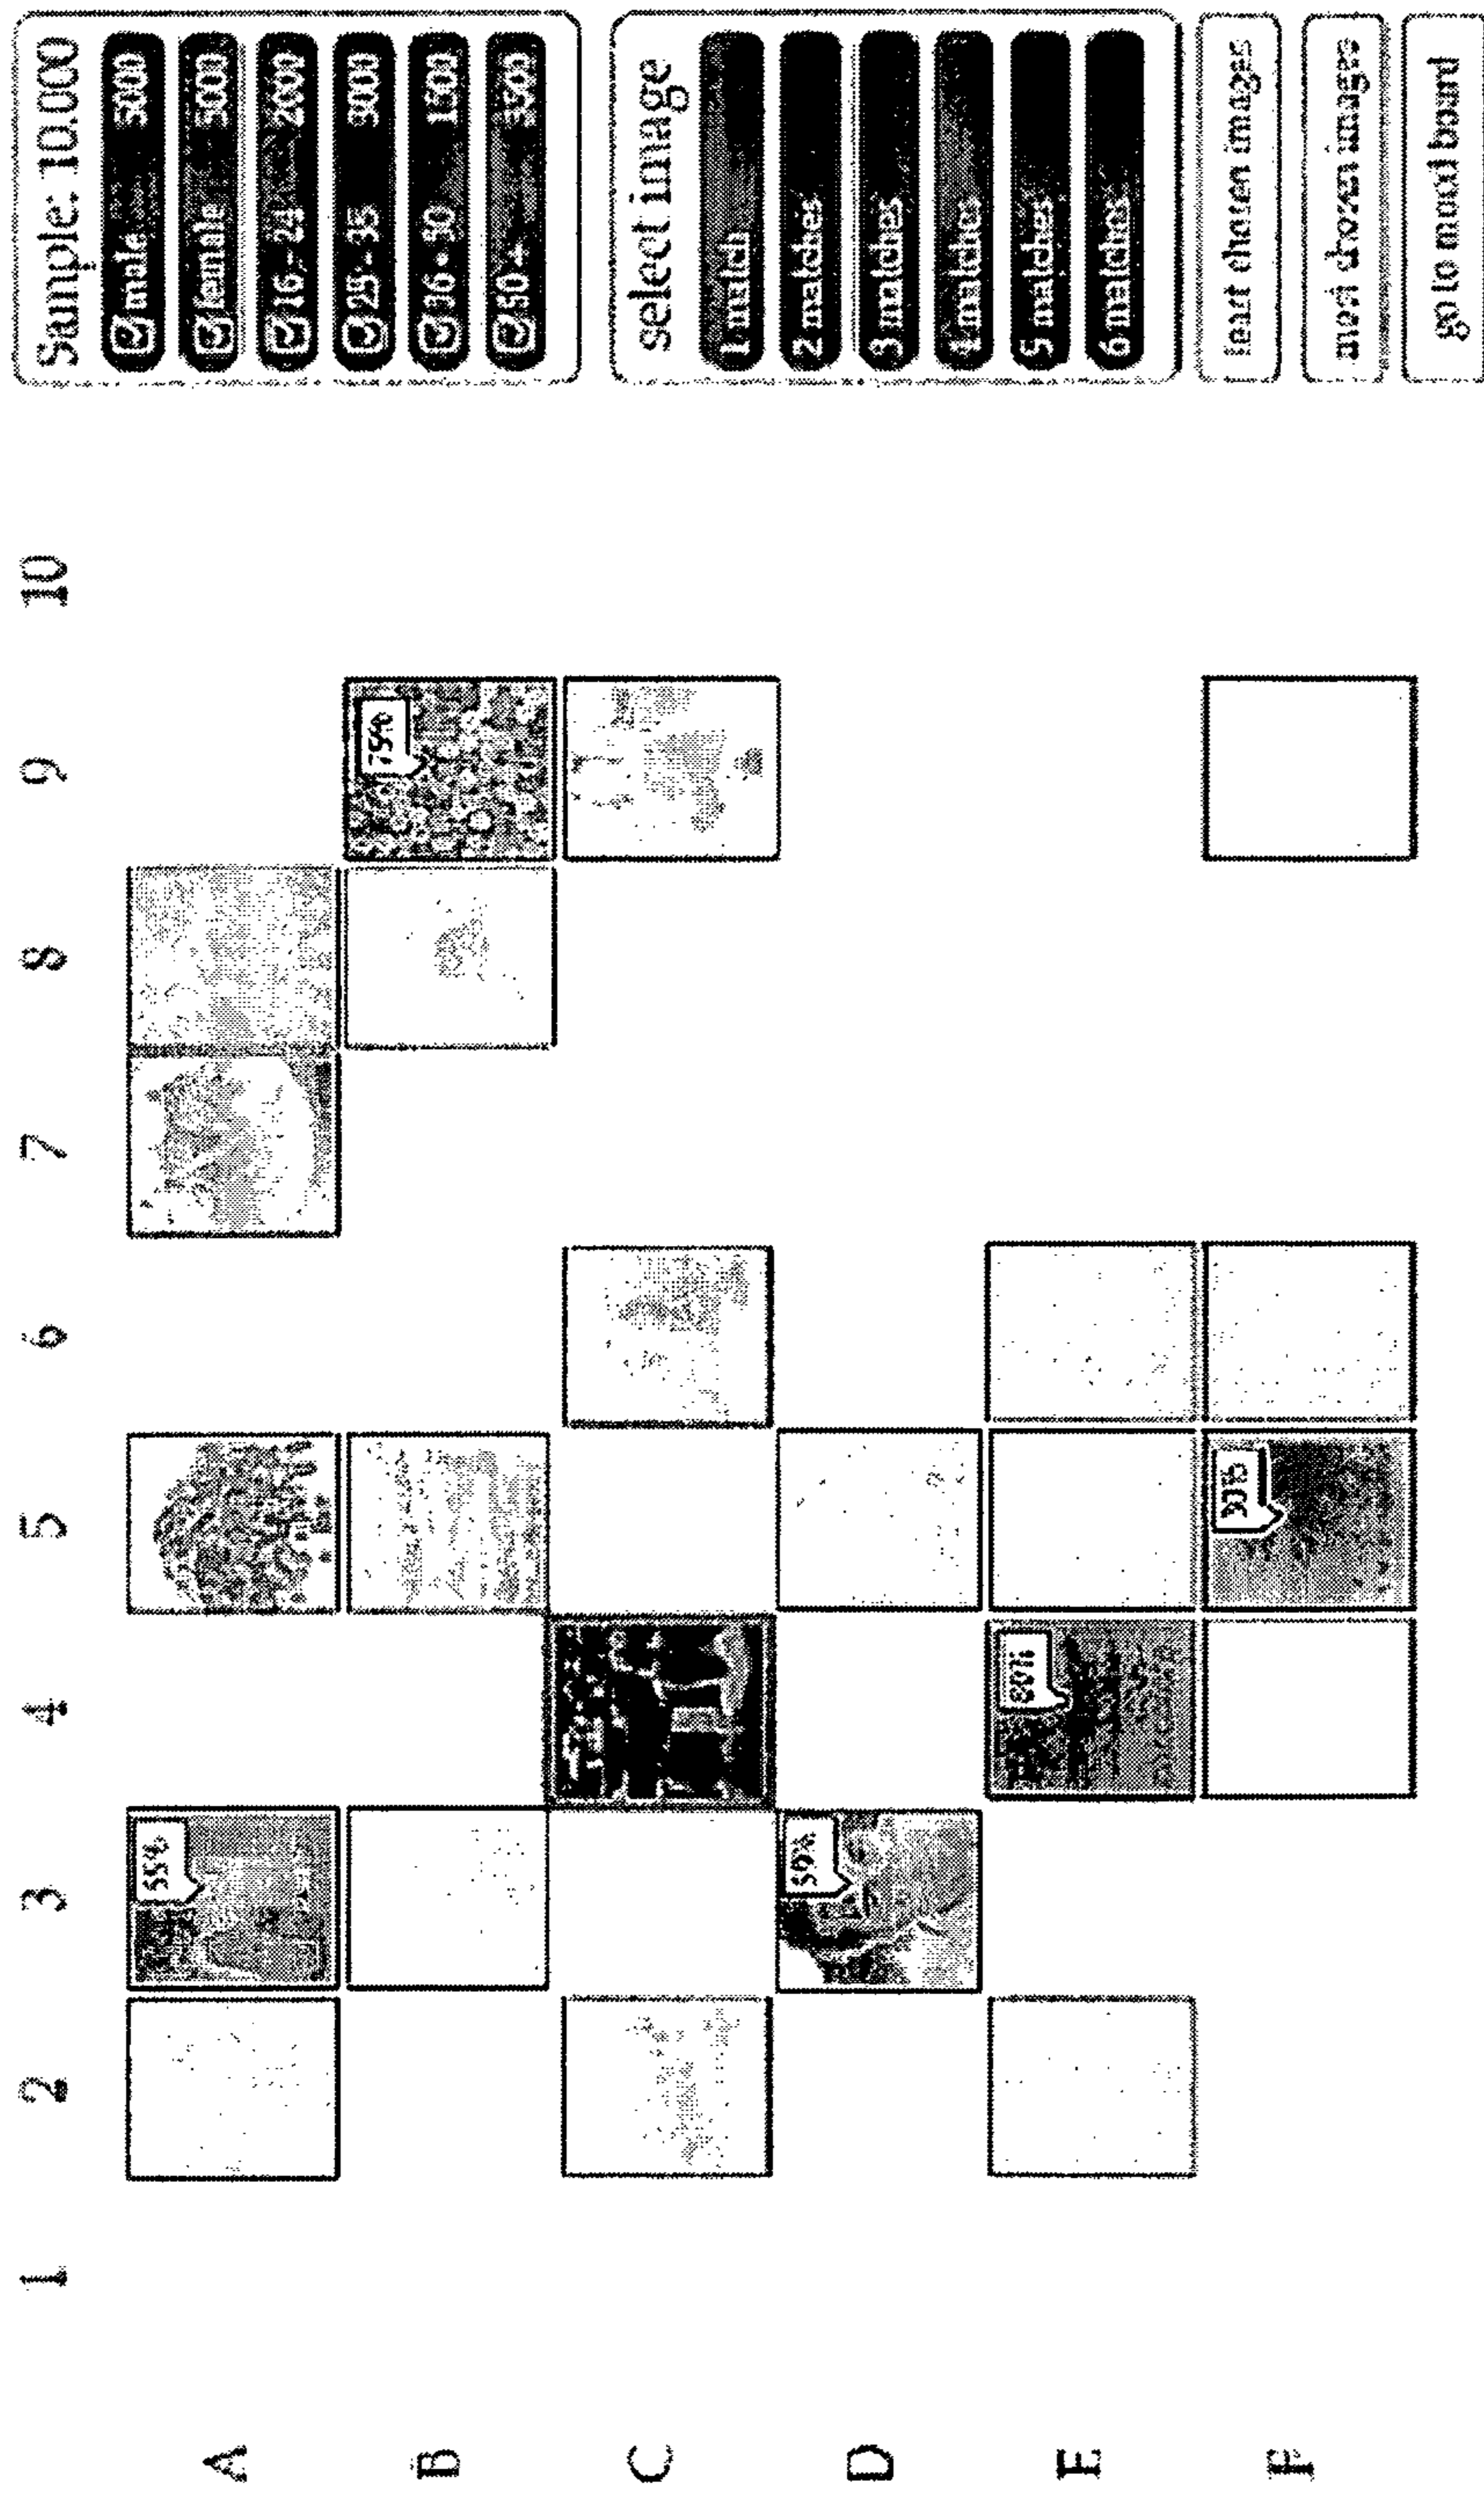 1 2 3 4 5 6 7 8 9 10
A
55%
B
75%
C
D
59%
E
80%
F
Sample: 10.000
male 5000
female 5000
16 - 24 2000
25 - 35 3000
36 - 50 1500
50 + 3500
select image
1 match
2 matches
3 matches
4 matches
5 matches
6 matches
least chosen images
most chosen images
go to mood board